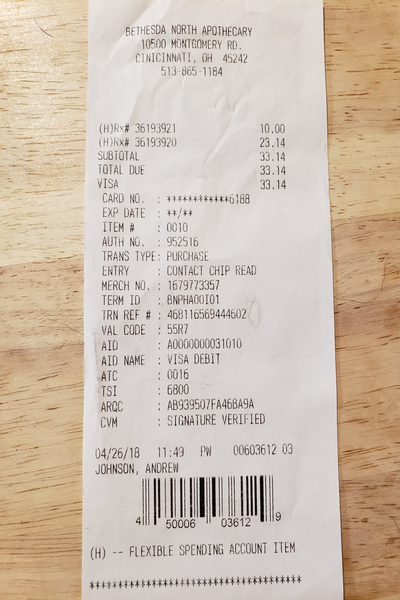 BETHESDA NORTH APOTHECARY
10500 MONTGOMERY RD.
CINICINNATI, OH 45242
513-865-1184
(H)Rx# 36193921 10.00
(H)Rx# 36193920 23.14
SUBTOTAL 33.14
TOTAL DUE 33.14
VISA 33.14
CARD NO. : ************6188
EXP DATE : **/**
ITEM # : 0010
AUTH NO. : 952516
TRANS TYPE: PURCHASE
ENTRY : CONTACT CHIP READ
MERCH NO. : 1679773357
TERM ID : BNPHA00I01
TRN REF # : 468116569444602
VAL CODE : 55R7
AID : A0000000031010
AID NAME : VISA DEBIT
ATC : 0016
TSI : 6800
ARQC : AB939507FA46BA9A
CVM : SIGNATURE VERIFIED
04/26/18 11:49 PW 00603612 03
JOHNSON, ANDREW
4 50006 03612 9
(H) -- FLEXIBLE SPENDING ACCOUNT ITEM
**********************************